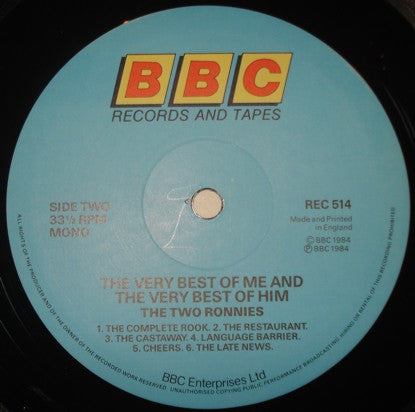 BBC
RECORDS AND TAPES
SIDE TWO
33⅓ RPM
MONO
REC 514
Made and Printed
in England
Ⓒ BBC 1984
Ⓟ BBC 1984
THE VERY BEST OF ME AND
THE VERY BEST OF HIM
THE TWO RONNIES
1. THE COMPLETE ROOK. 2. THE RESTAURANT.
3. THE CASTAWAY. 4. LANGUAGE BARRIER.
5. CHEERS. 6. THE LATE NEWS.
BBC Enterprises Ltd
ALL RIGHTS OF THE PRODUCER AND OF THE OWNER OF THE RECORDED WORK RESERVED. UNAUTHORISED COPYING PUBLIC PERFORMANCE BROADCASTING HIRING OR RENTAL OF THIS RECORDING PROHIBITED